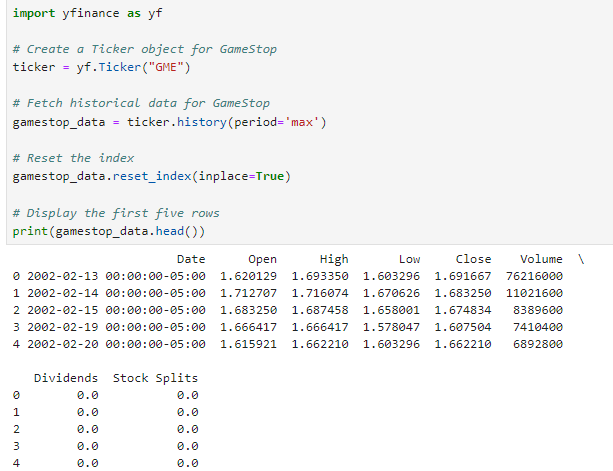 import yfinance as yf
# Create a Ticker object for GameStop
ticker = yf.Ticker("GME")
# Fetch historical data for GameStop
gamestop_data = ticker.history(period='max')
# Reset the index
gamestop_data.reset_index(inplace=True)
# Display the first five rows
print(gamestop_data.head())
Date Open High Low Close Volume \
0 2002-02-13 00:00:00-05:00 1.620129 1.693350 1.603296 1.691667 76216000
1 2002-02-14 00:00:00-05:00 1.712707 1.716074 1.670626 1.683250 11021600
2 2002-02-15 00:00:00-05:00 1.683250 1.687458 1.658001 1.674834 8389600
3 2002-02-19 00:00:00-05:00 1.666417 1.666417 1.578047 1.607504 7410400
4 2002-02-20 00:00:00-05:00 1.615921 1.662210 1.603296 1.662210 6892800
Dividends Stock Splits
0 0.0 0.0
1 0.0 0.0
2 0.0 0.0
3 0.0 0.0
4 0.0 0.0